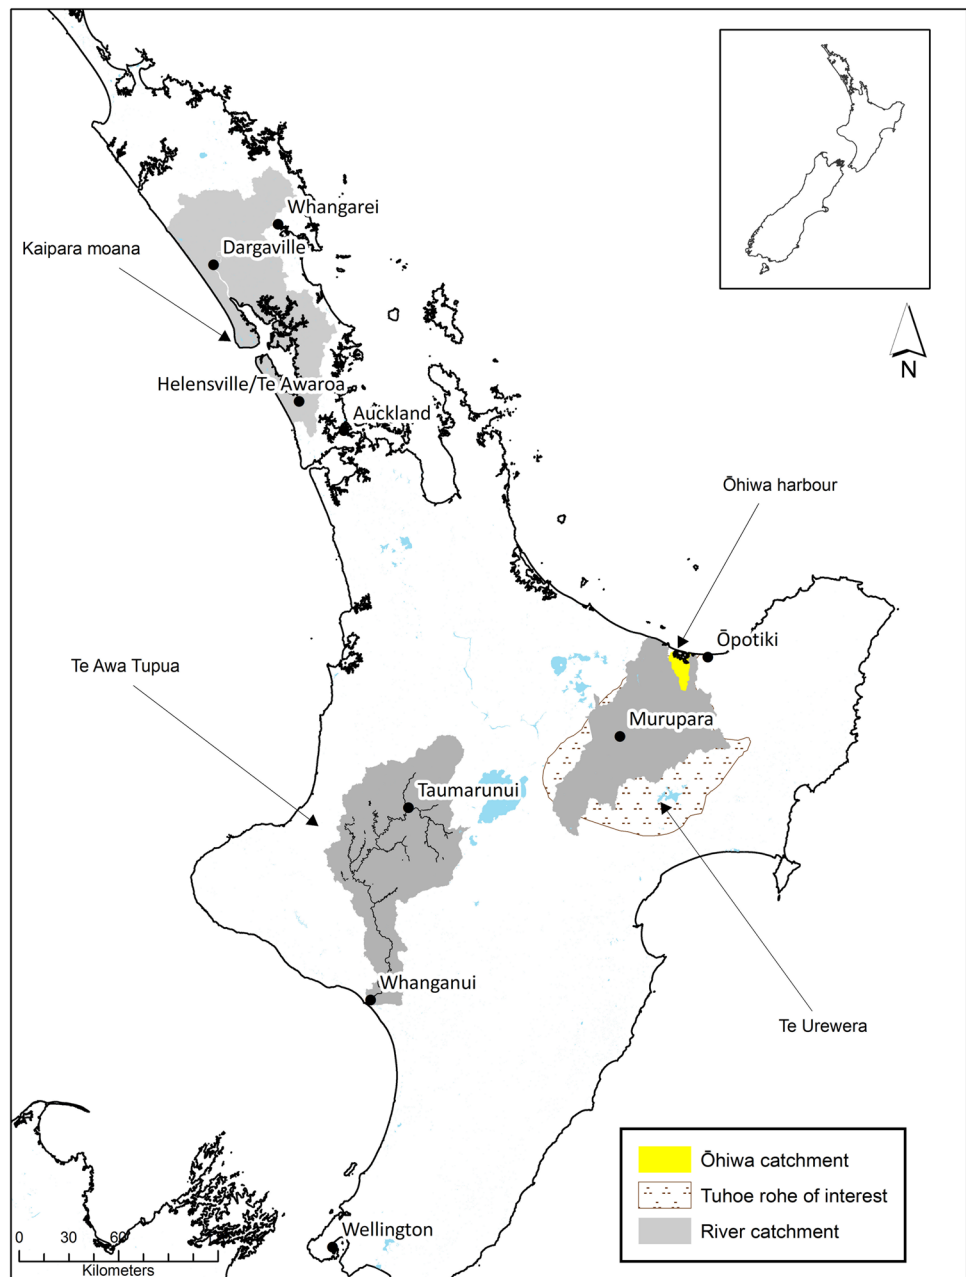 Whangarei
Kaipara moana
Dargaville
Helensville/Te Awaroa
Auckland
N
Ōhiwa harbour
Te Awa Tupua
Ōpotiki
Murupara
Taumarunui
Whanganui
Te Urewera
Ōhiwa catchment
Tuhoe rohe of interest
River catchment
Wellington
0 30 60
Kilometers